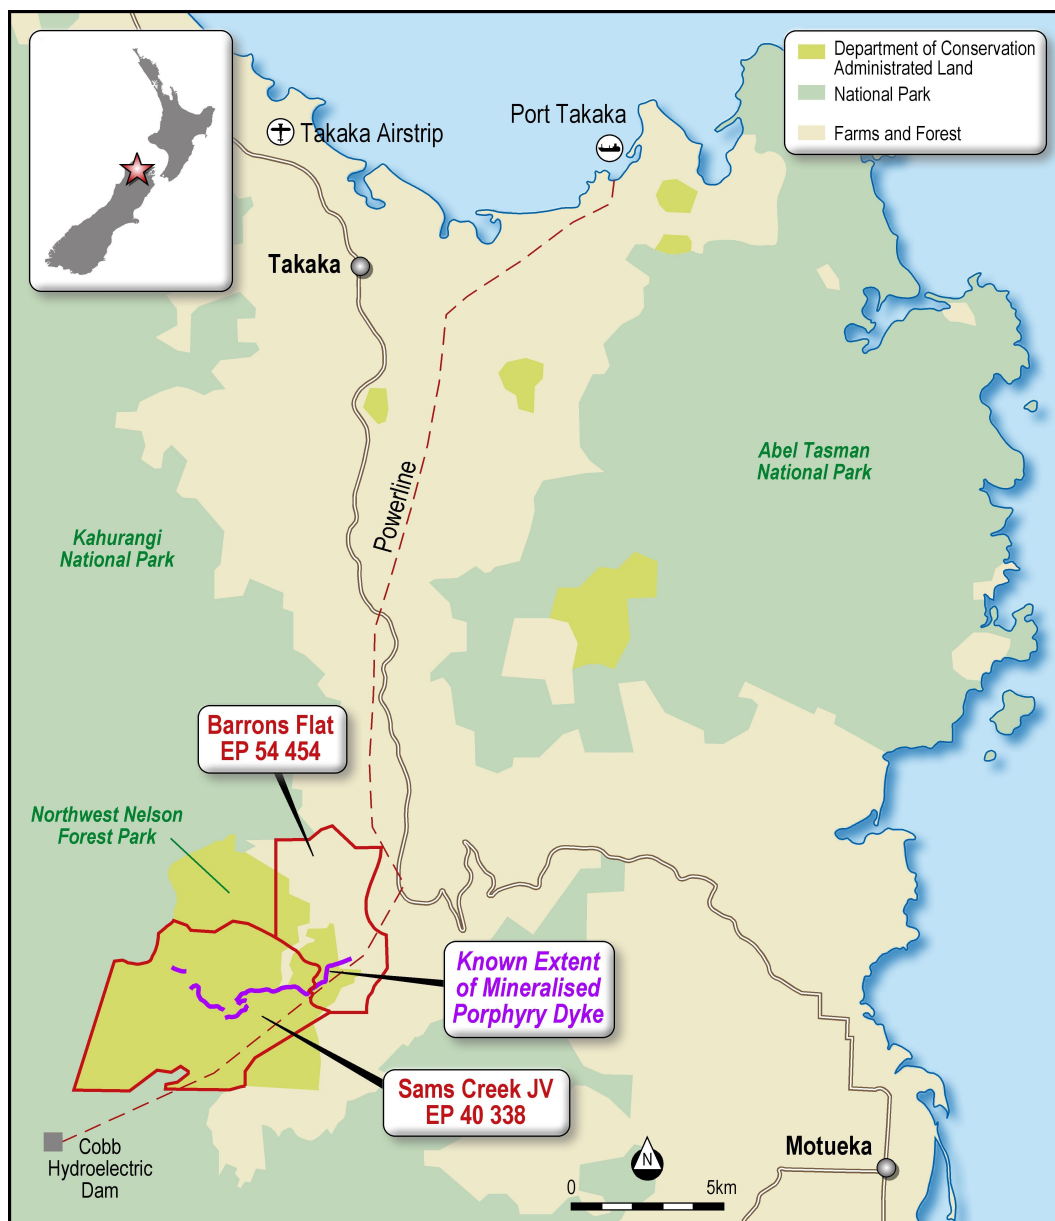 Department of Conservation
Administrated Land
National Park
Farms and Forest
Takaka Airstrip
Port Takaka
Takaka
Powerline
Abel Tasman
National Park
Kahurangi
National Park
Barrons Flat
EP 54 454
Northwest Nelson
Forest Park
Known Extent
of Mineralised
Porphyry Dyke
Sams Creek JV
EP 40 338
Cobb
Hydroelectric
Dam
N
0 5km
Motueka